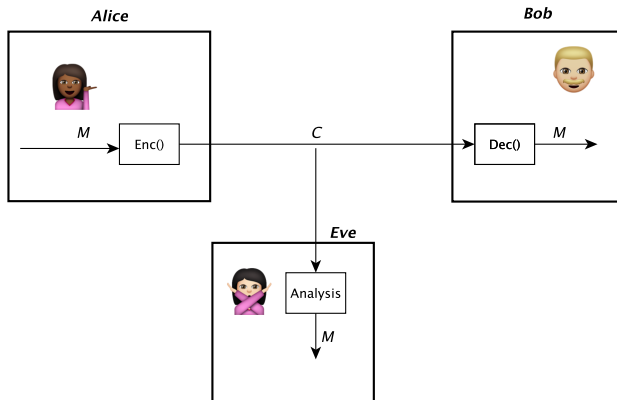 Alice
Bob
M
Enc()
C
Dec()
M
Eve
Analysis
M